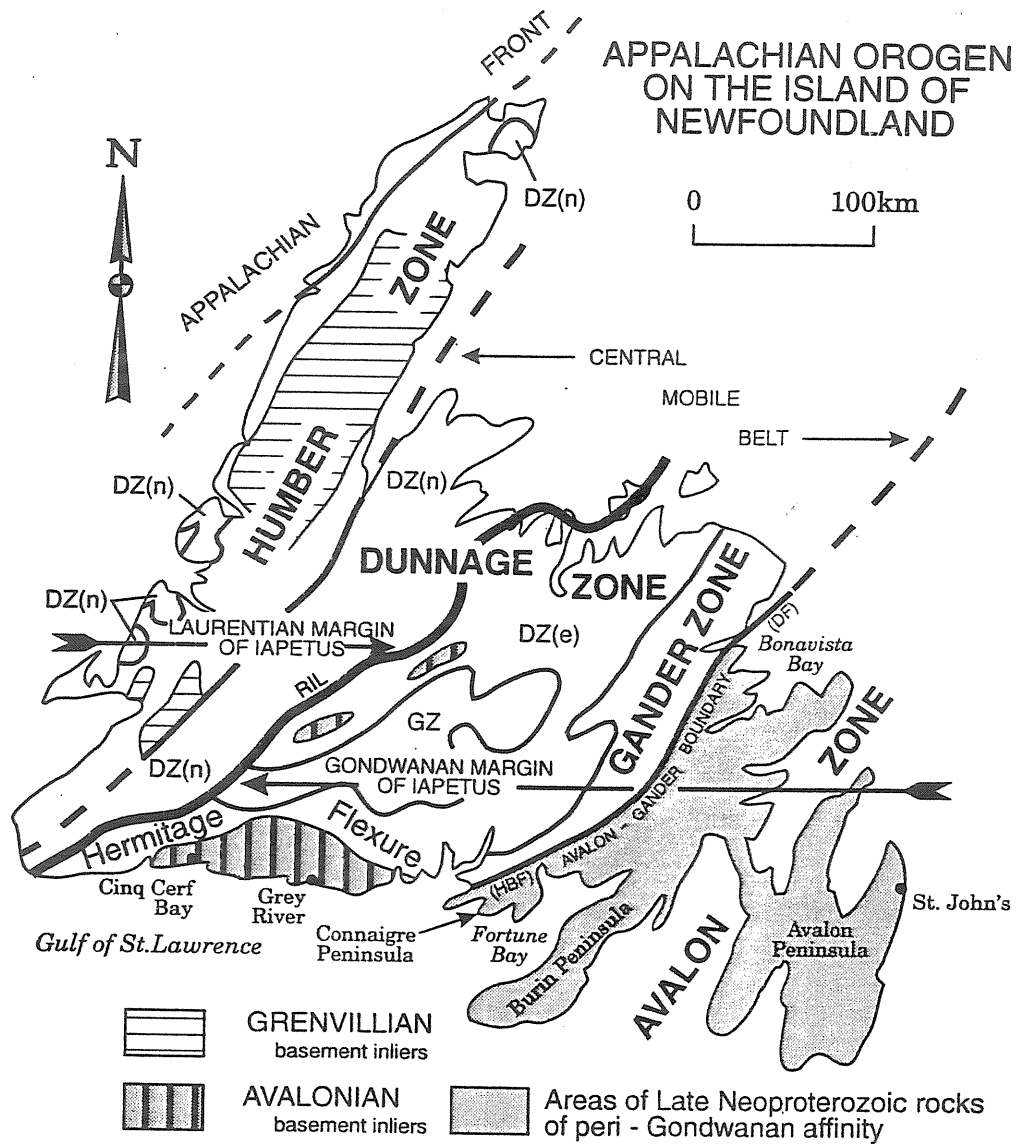 APPALACHIAN OROGEN
ON THE ISLAND OF
NEWFOUNDLAND
FRONT
N
DZ(n)
0 100km
APPALACHIAN
ZONE
CENTRAL
MOBILE
BELT
HUMBER
DZ(n)
DZ(n)
DUNNAGE
ZONE
DZ(n)
LAURENTIAN MARGIN
OF IAPETUS
DZ(e)
GANDER ZONE
(DF)
Bonavista
Bay
RIL
GZ
BOUNDARY
ZONE
DZ(n)
GONDWANAN MARGIN
OF IAPETUS
AVALON - GANDER
Hermitage
Flexure
(HBF)
Cinq Cerf
Bay
Grey
River
St. John's
Gulf of St. Lawrence
Connaigre
Peninsula
Fortune
Bay
Burin Peninsula
AVALON
Avalon
Peninsula
GRENVILLIAN
basement inliers
AVALONIAN
basement inliers
Areas of Late Neoproterozoic rocks
of peri - Gondwanan affinity